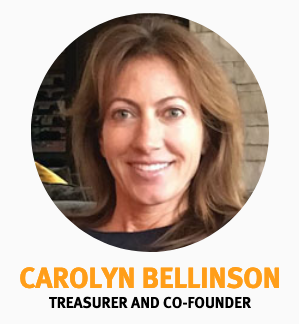 CAROLYN BELLINSON
TREASURER AND CO-FOUNDER